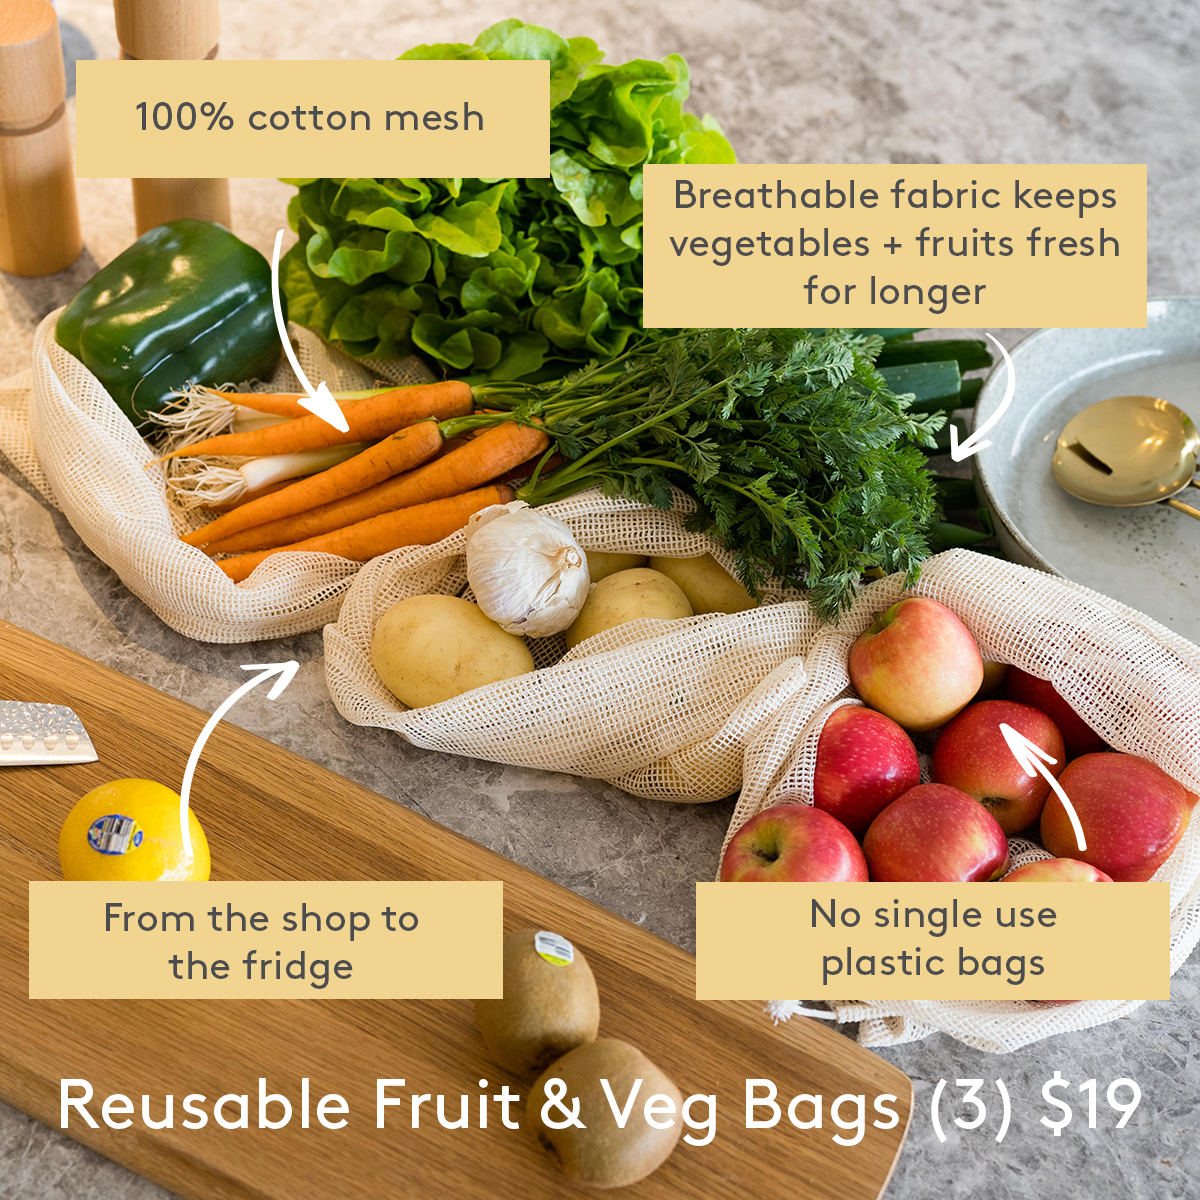 100% cotton mesh
Breathable fabric keeps
vegetables + fruits fresh
for longer
From the shop to
the fridge
No single use
plastic bags
Reusable Fruit & Veg Bags (3) $19